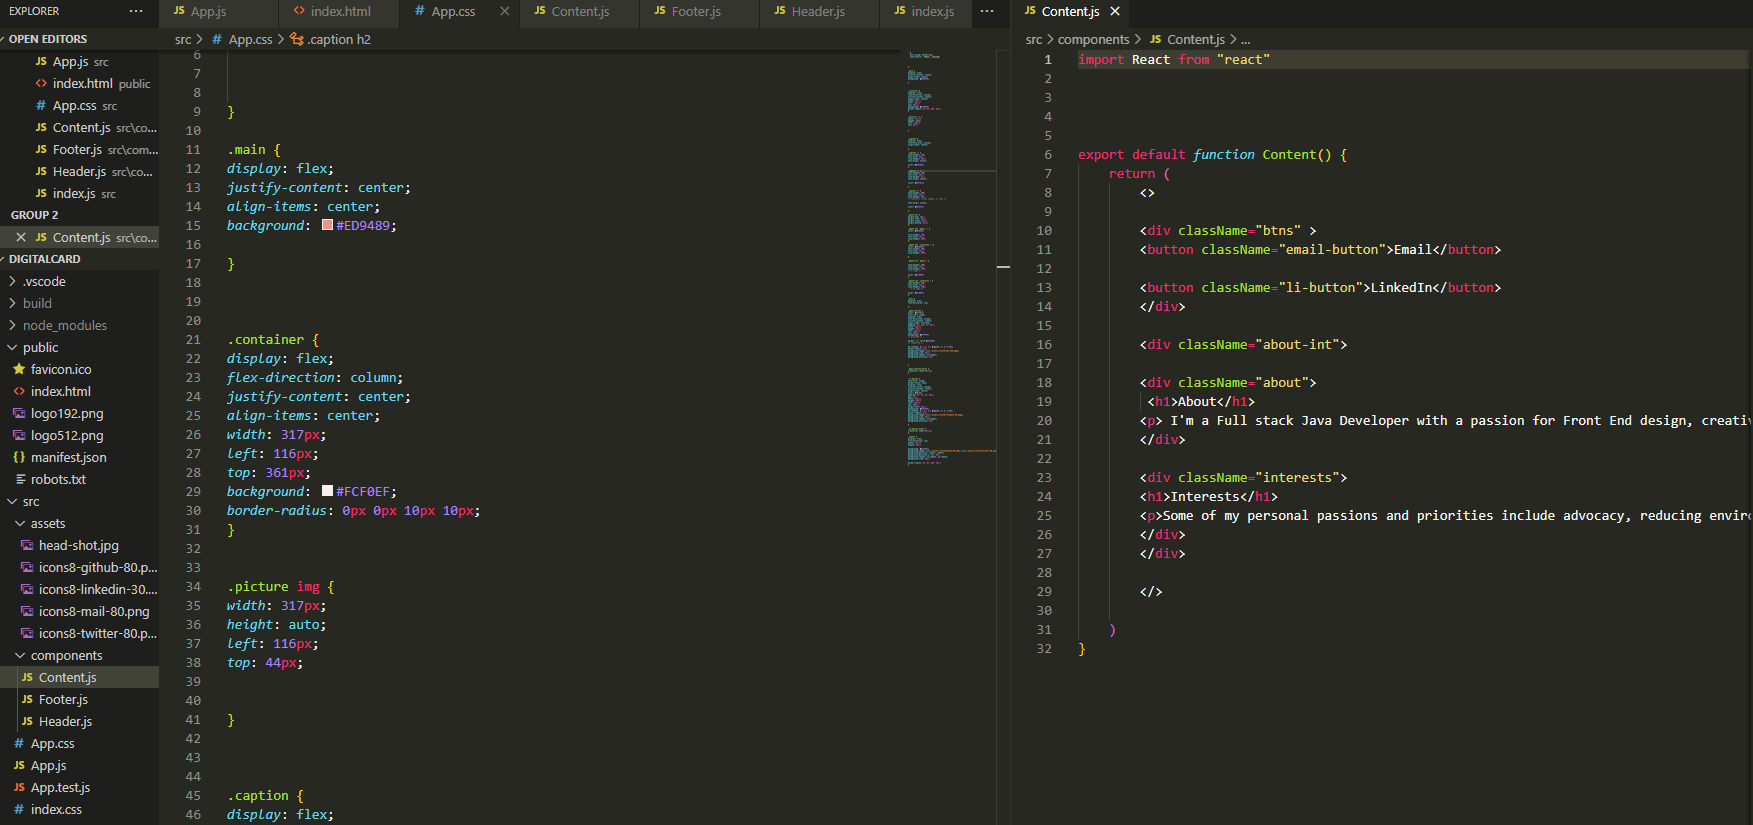 EXPLORER ···
OPEN EDITORS
JS App.js src
<> index.html public
# App.css src
JS Content.js src\co...
JS Footer.js src\com...
JS Header.js src\co...
JS index.js src
GROUP 2
JS Content.js src\co...
DIGITALCARD
.vscode
build
node_modules
public
favicon.ico
<> index.html
logo192.png
logo512.png
{} manifest.json
robots.txt
src
assets
head-shot.jpg
icons8-github-80.p...
icons8-linkedin-30....
icons8-mail-80.png
icons8-twitter-80.p...
components
JS Content.js
JS Footer.js
JS Header.js
# App.css
JS App.js
JS App.test.js
# index.css
JS App.js <> index.html # App.css JS Content.js JS Footer.js JS Header.js JS index.js ···
src > # App.css > .caption h2
6
7
8
9 }
10
11 .main {
12 display: flex;
13 justify-content: center;
14 align-items: center;
15 background: #ED9489;
16
17 }
18
19
20
21 .container {
22 display: flex;
23 flex-direction: column;
24 justify-content: center;
25 align-items: center;
26 width: 317px;
27 left: 116px;
28 top: 361px;
29 background: #FCF0EF;
30 border-radius: 0px 0px 10px 10px;
31 }
32
33
34 .picture img {
35 width: 317px;
36 height: auto;
37 left: 116px;
38 top: 44px;
39
40
41 }
42
43
44
45 .caption {
46 display: flex;
JS Content.js
src > components > JS Content.js > ...
1 import React from "react"
2
3
4
5
6 export default function Content() {
7 return (
8 <>
9
10 <div className="btns" >
11 <button className="email-button">Email</button>
12
13 <button className="li-button">LinkedIn</button>
14 </div>
15
16 <div className="about-int">
17
18 <div className="about">
19 <h1>About</h1>
20 <p> I'm a Full stack Java Developer with a passion for Front End design,
21 </div>
22
23 <div className="interests">
24 <h1>Interests</h1>
25 <p>Some of my personal passions and priorities include advocacy, reducing
26 </div>
27 </div>
28
29 </>
30
31 )
32 }